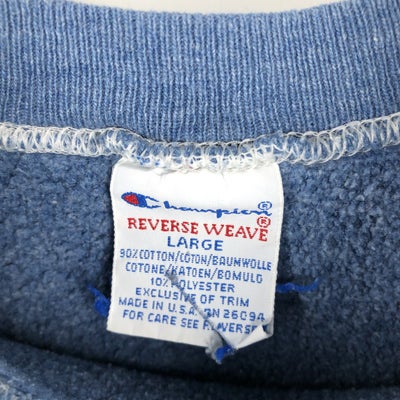 Champion®
REVERSE WEAVE®
LARGE
90% COTTON/COTON/BAUMWOLLE
COTONE/KATOEN/BOMULD
10% POLYESTER
EXCLUSIVE OF TRIM
MADE IN U.S.A. RN 26094
FOR CARE SEE REVERSE